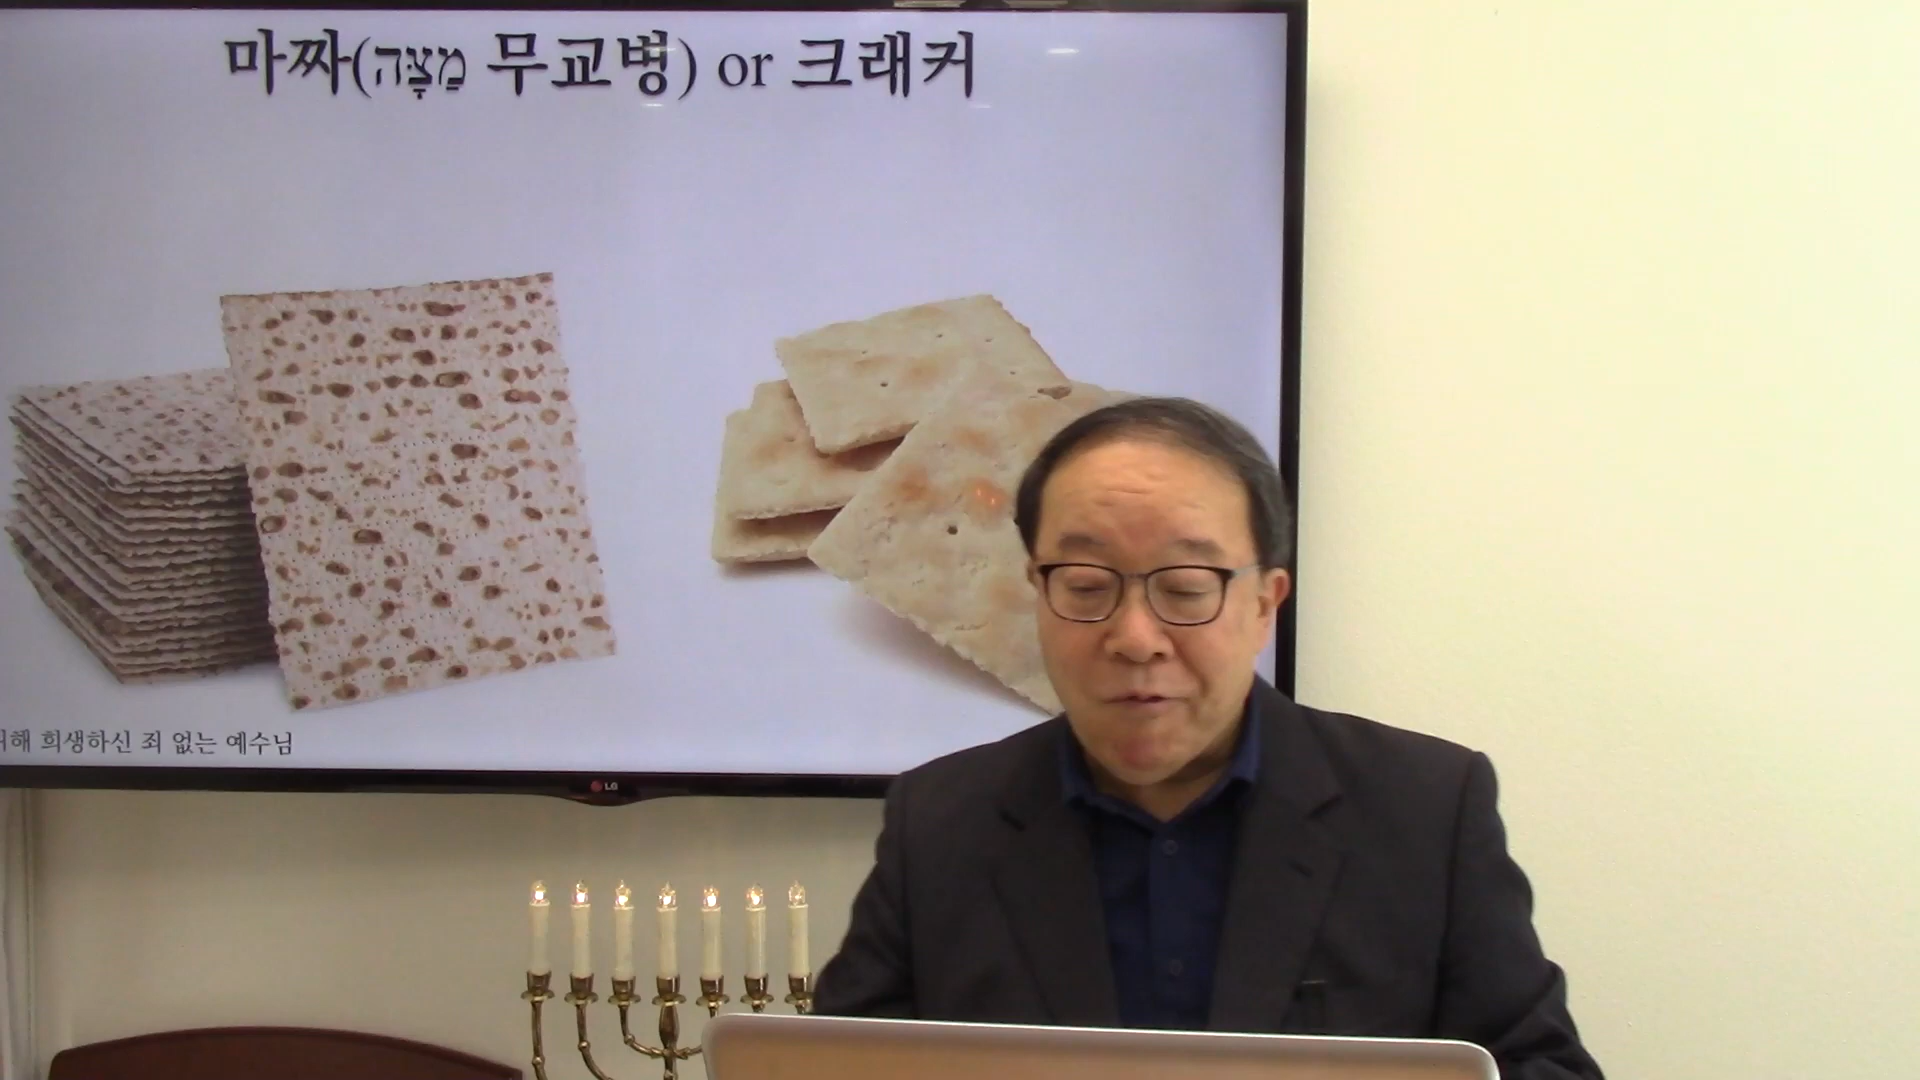 마짜(מַצָּה 무교병) or 크래커
위해 희생하신 죄 없는 예수님
LG